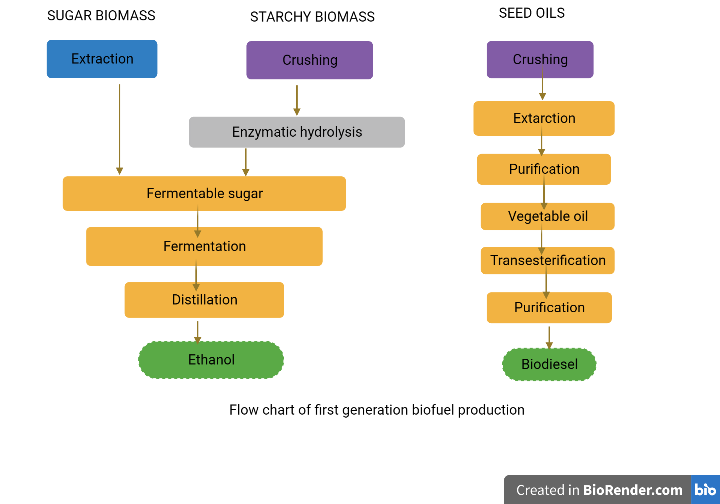 SUGAR BIOMASS
STARCHY BIOMASS
SEED OILS
Extraction
Crushing
Crushing
Enzymatic hydrolysis
Extarction
Purification
Fermentable sugar
Vegetable oil
Fermentation
Transesterification
Distillation
Purification
Ethanol
Biodiesel
Flow chart of first generation biofuel production
Created in BioRender.com bio